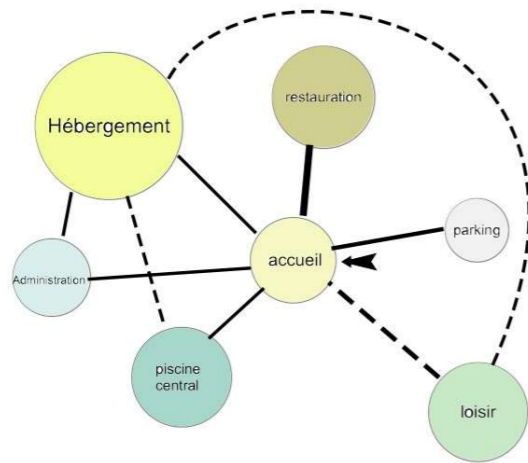 restauration
Hébergement
parking
accueil
Administration
piscine
central
loisir